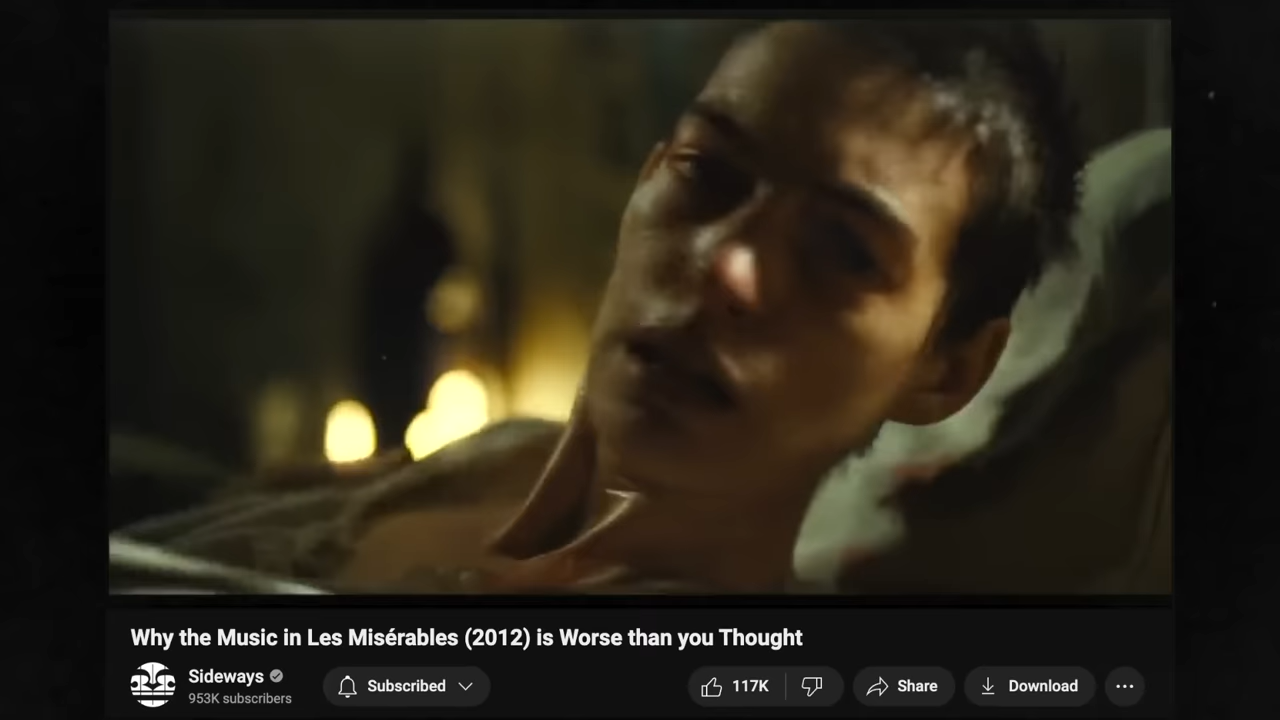 Why the Music in Les Misérables (2012) is Worse than you Thought
Sideways
Subscribed
117K
Share
Download
953K subscribers